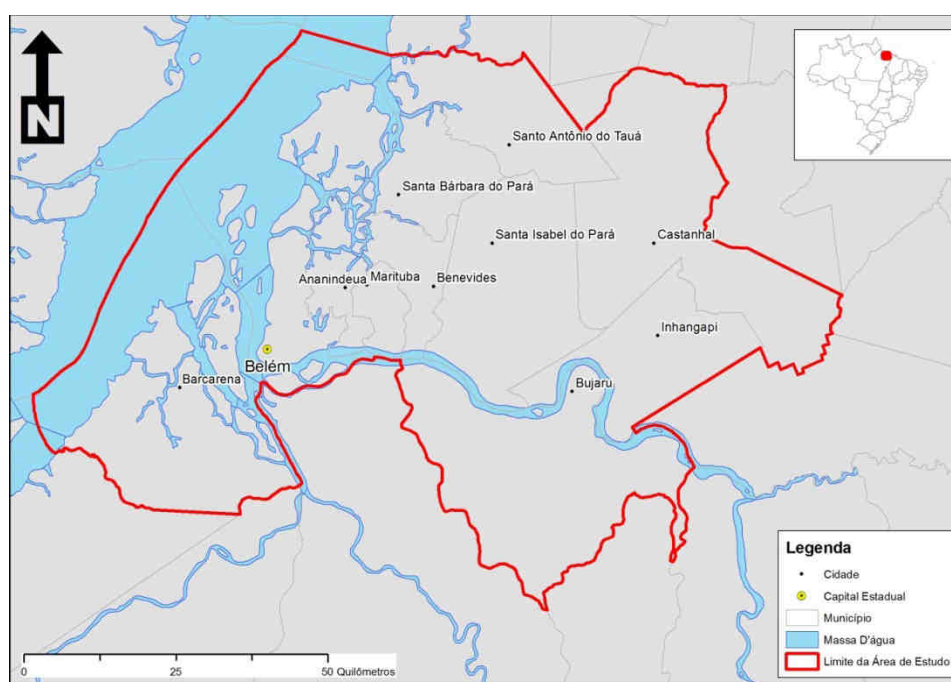 N
Santo Antônio do Tauá
Santa Bárbara do Pará
Santa Isabel do Pará
Castanhal
Ananindeua
Marituba
Benevides
Inhangapi
Belém
Barcarena
Bujaru
Legenda
Cidade
Capital Estadual
Município
Massa D'água
Limite da Área de Estudo
0 25 50 Quilômetros